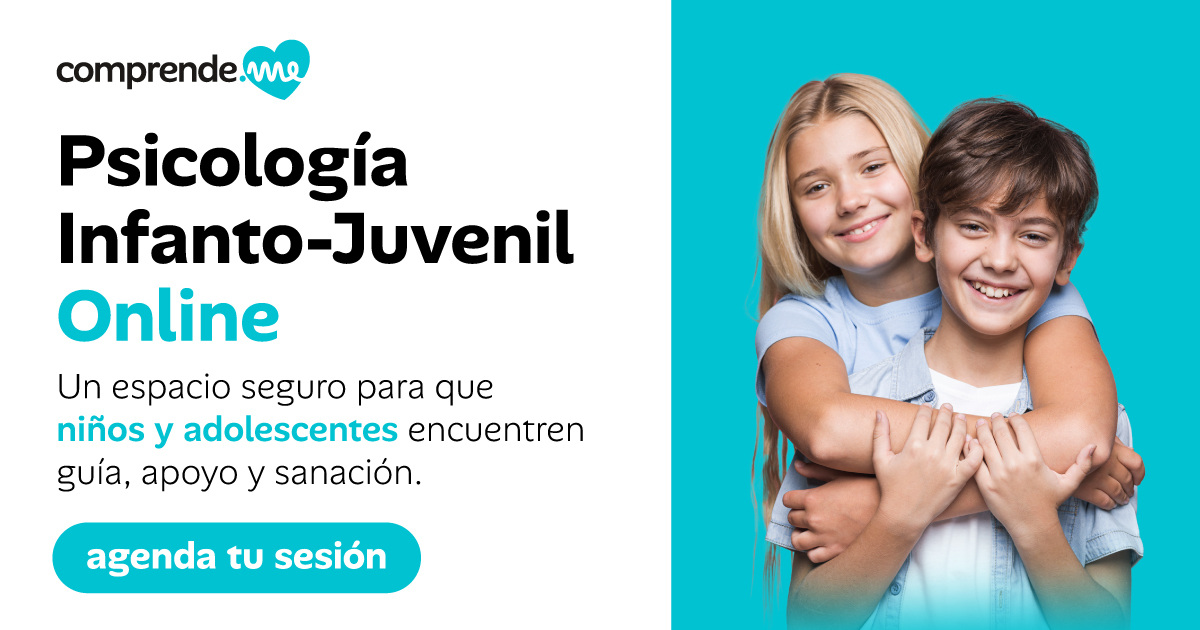 comprende.me
Psicología
Infanto-Juvenil
Online
Un espacio seguro para que
niños y adolescentes encuentren
guía, apoyo y sanación.
agenda tu sesión